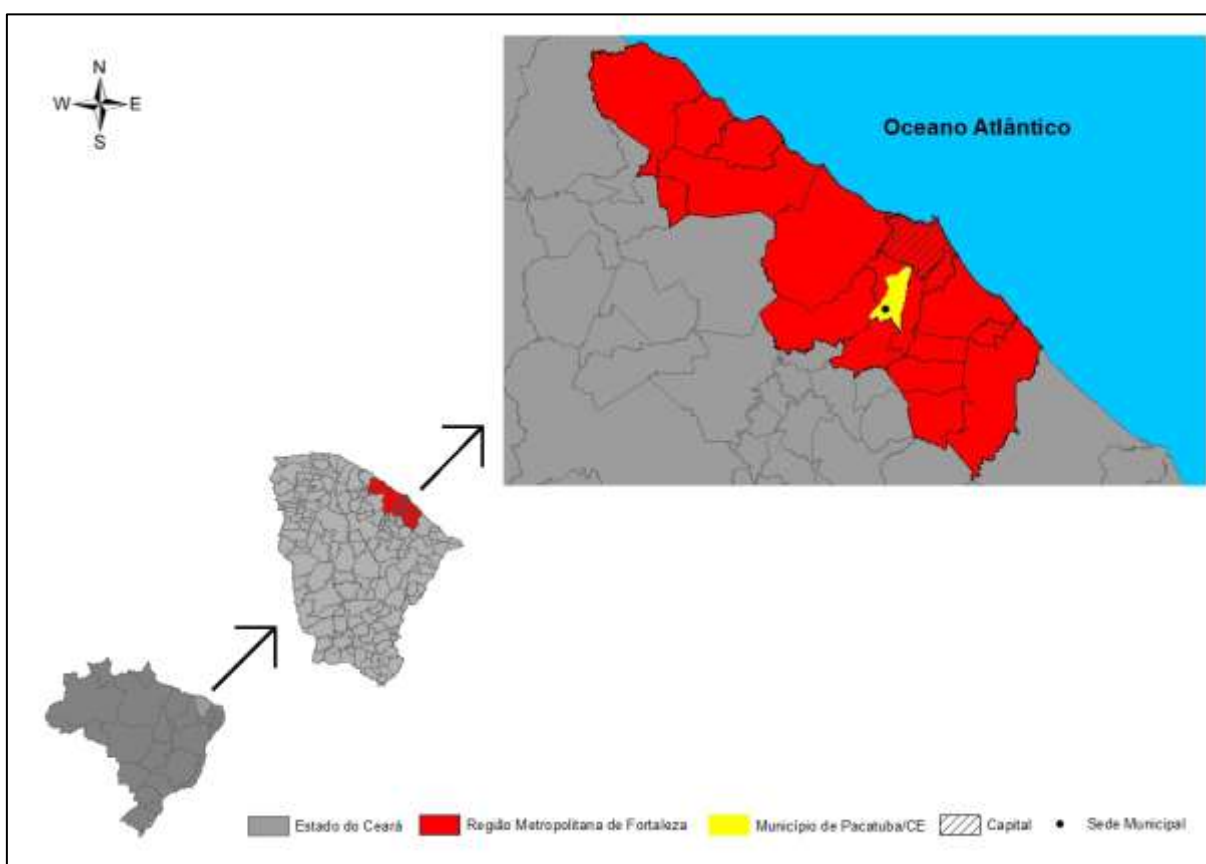 N
W E
S
Oceano Atlântico
Estado do Ceará Região Metropolitana de Fortaleza Município de Pacatuba/CE Capital Sede Municipal